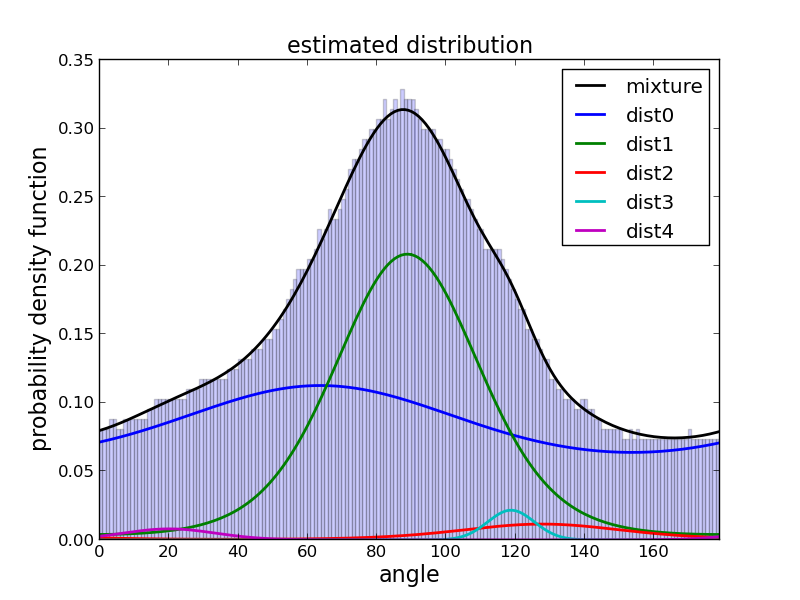 estimated distribution
0.35
0.30
0.25
0.20
0.15
0.10
0.05
0.00
probability density function
mixture
dist0
dist1
dist2
dist3
dist4
0 20 40 60 80 100 120 140 160
angle